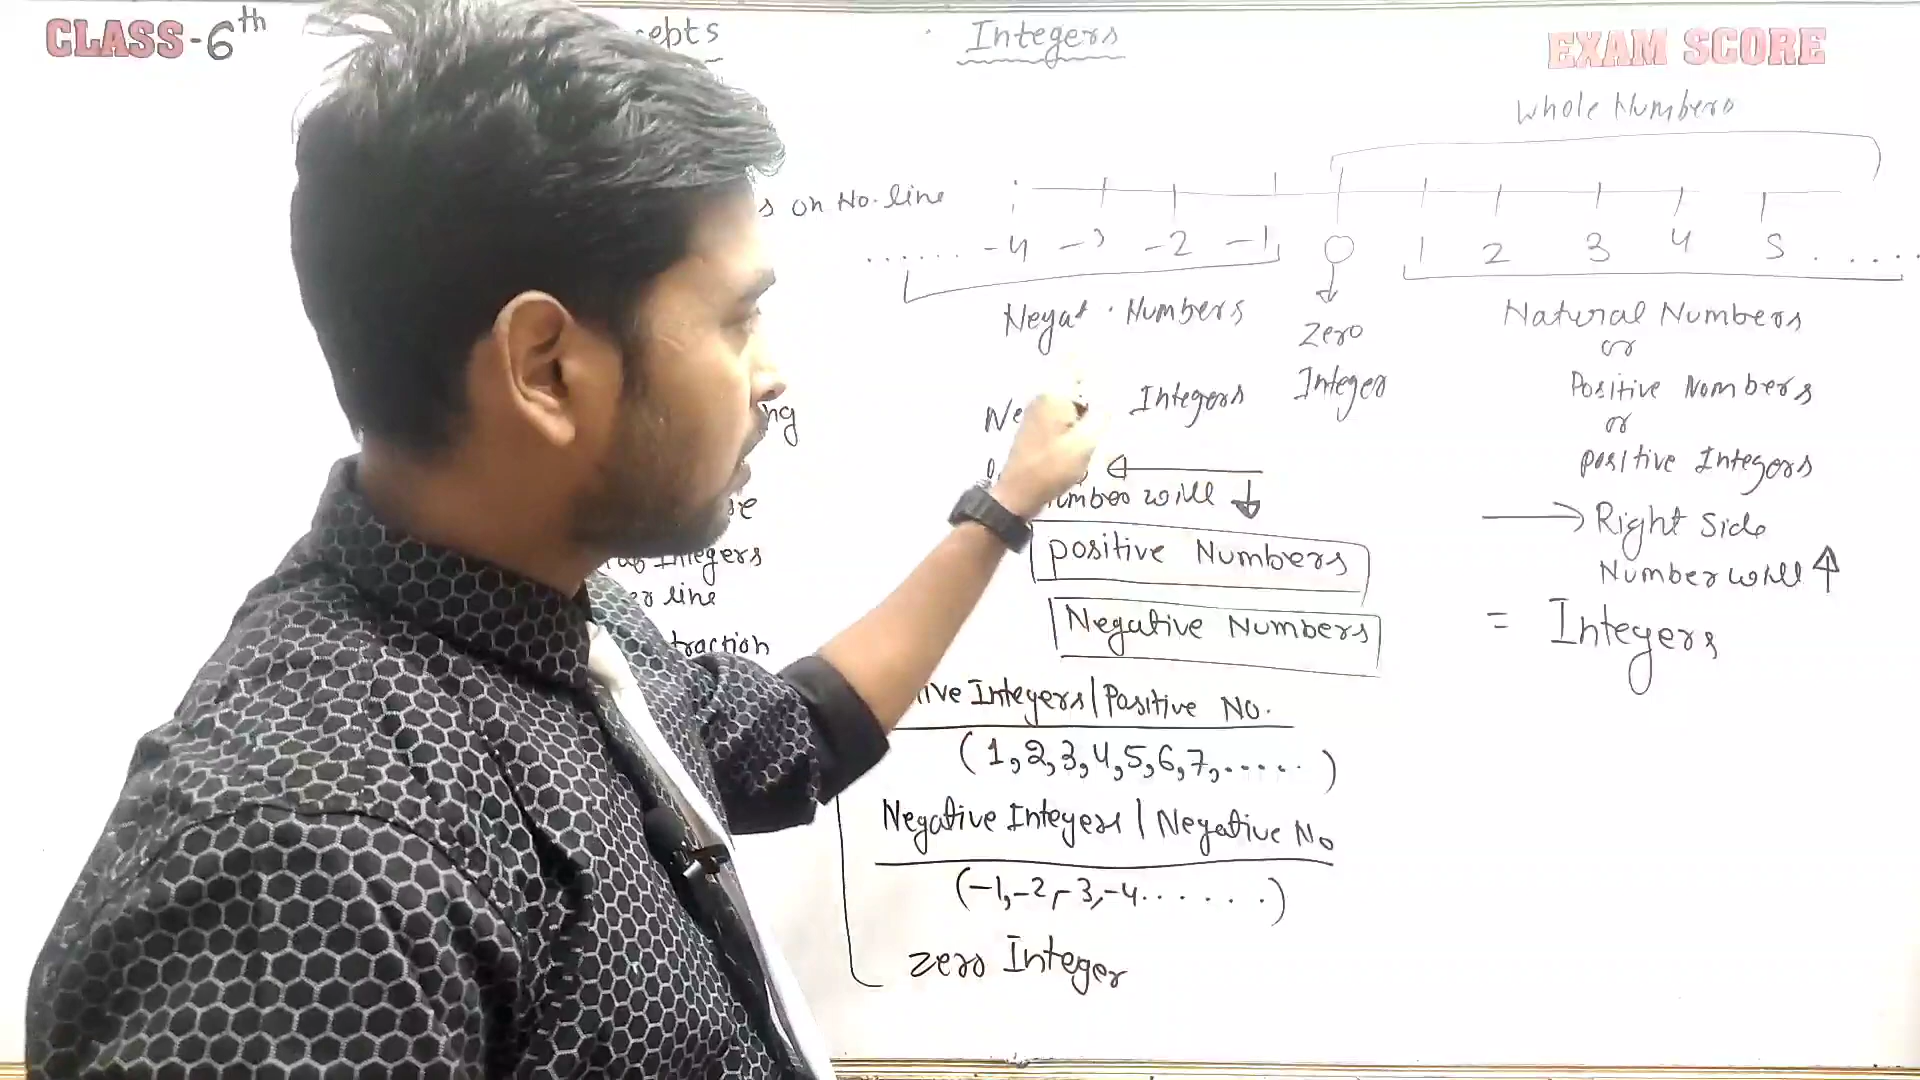 CLASS-6th
Integers
EXAM SCORE
Whole Numbers
on No. line
...... -4 -3 -2 -1 0 1 2 3 4 5 .....
Negat. Numbers
Zero
Integer
Natural Numbers
or
Positive Numbers
or
positive Integers
Integers
Right Side
Number will ↑
will ↓
positive Numbers
Negative Numbers
= Integers
Integers
line
Integers | Positive No.
(1,2,3,4,5,6,7,.....)
Negative Integers | Negative No
(-1,-2,-3,-4......)
zero Integer